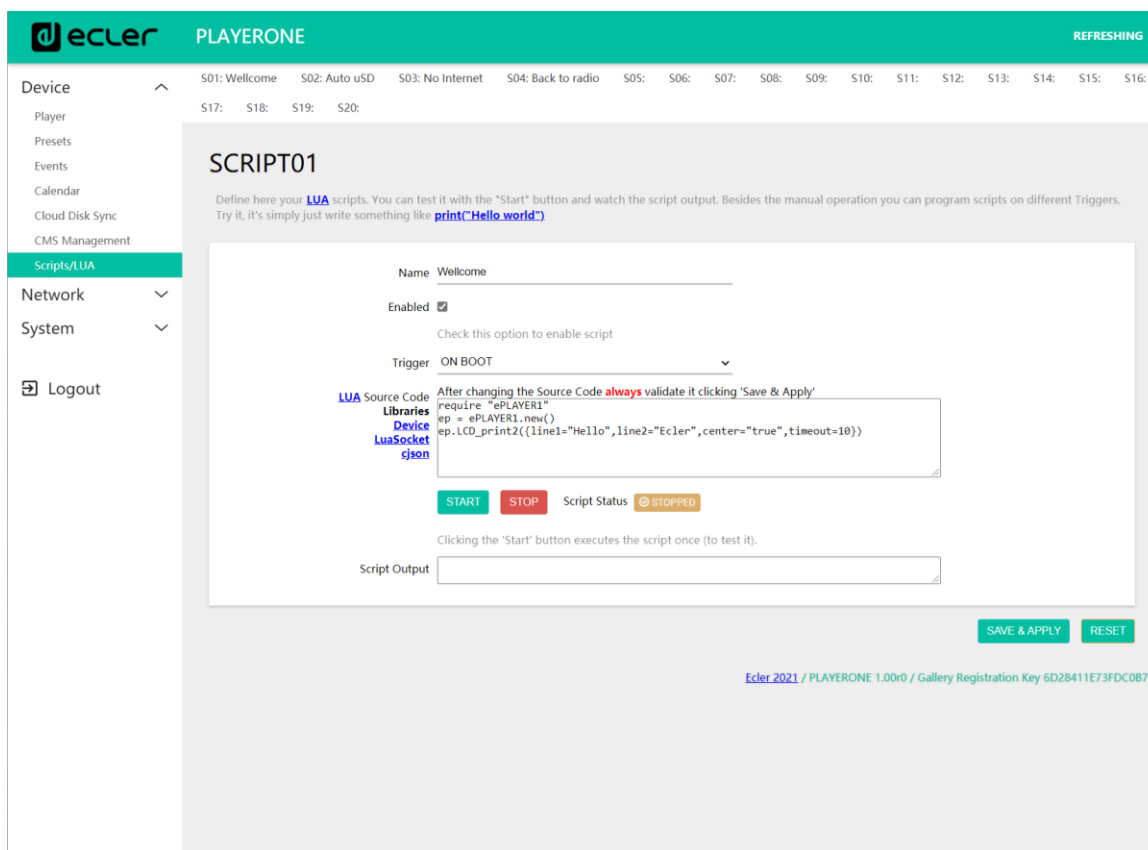 ecler
PLAYERONE
REFRESHING
Device
Player
Presets
Events
Calendar
Cloud Disk Sync
CMS Management
Scripts/LUA
Network
System
Logout
S01: Wellcome S02: Auto uSD S03: No Internet S04: Back to radio S05: S06: S07: S08: S09: S10: S11: S12: S13: S14: S15: S16:
S17: S18: S19: S20:
SCRIPT01
Define here your LUA scripts. You can test it with the "Start" button and watch the script output. Besides the manual operation you can program scripts on different Triggers.
Try it, it's simply just write something like print("Hello world")
Name Wellcome
Enabled
Check this option to enable script
Trigger ON BOOT
After changing the Source Code always validate it clicking 'Save & Apply'
LUA Source Code
Libraries
Device
LuaSocket
cjson
require "ePLAYER1"
ep = ePLAYER1.new()
ep.LCD_print2({line1="Hello",line2="Ecler",center="true",timeout=10})
START STOP Script Status STOPPED
Clicking the 'Start' button executes the script once (to test it).
Script Output
SAVE & APPLY RESET
Ecler 2021 / PLAYERONE 1.00r0 / Gallery Registration Key 6D28411E73FDC0B7